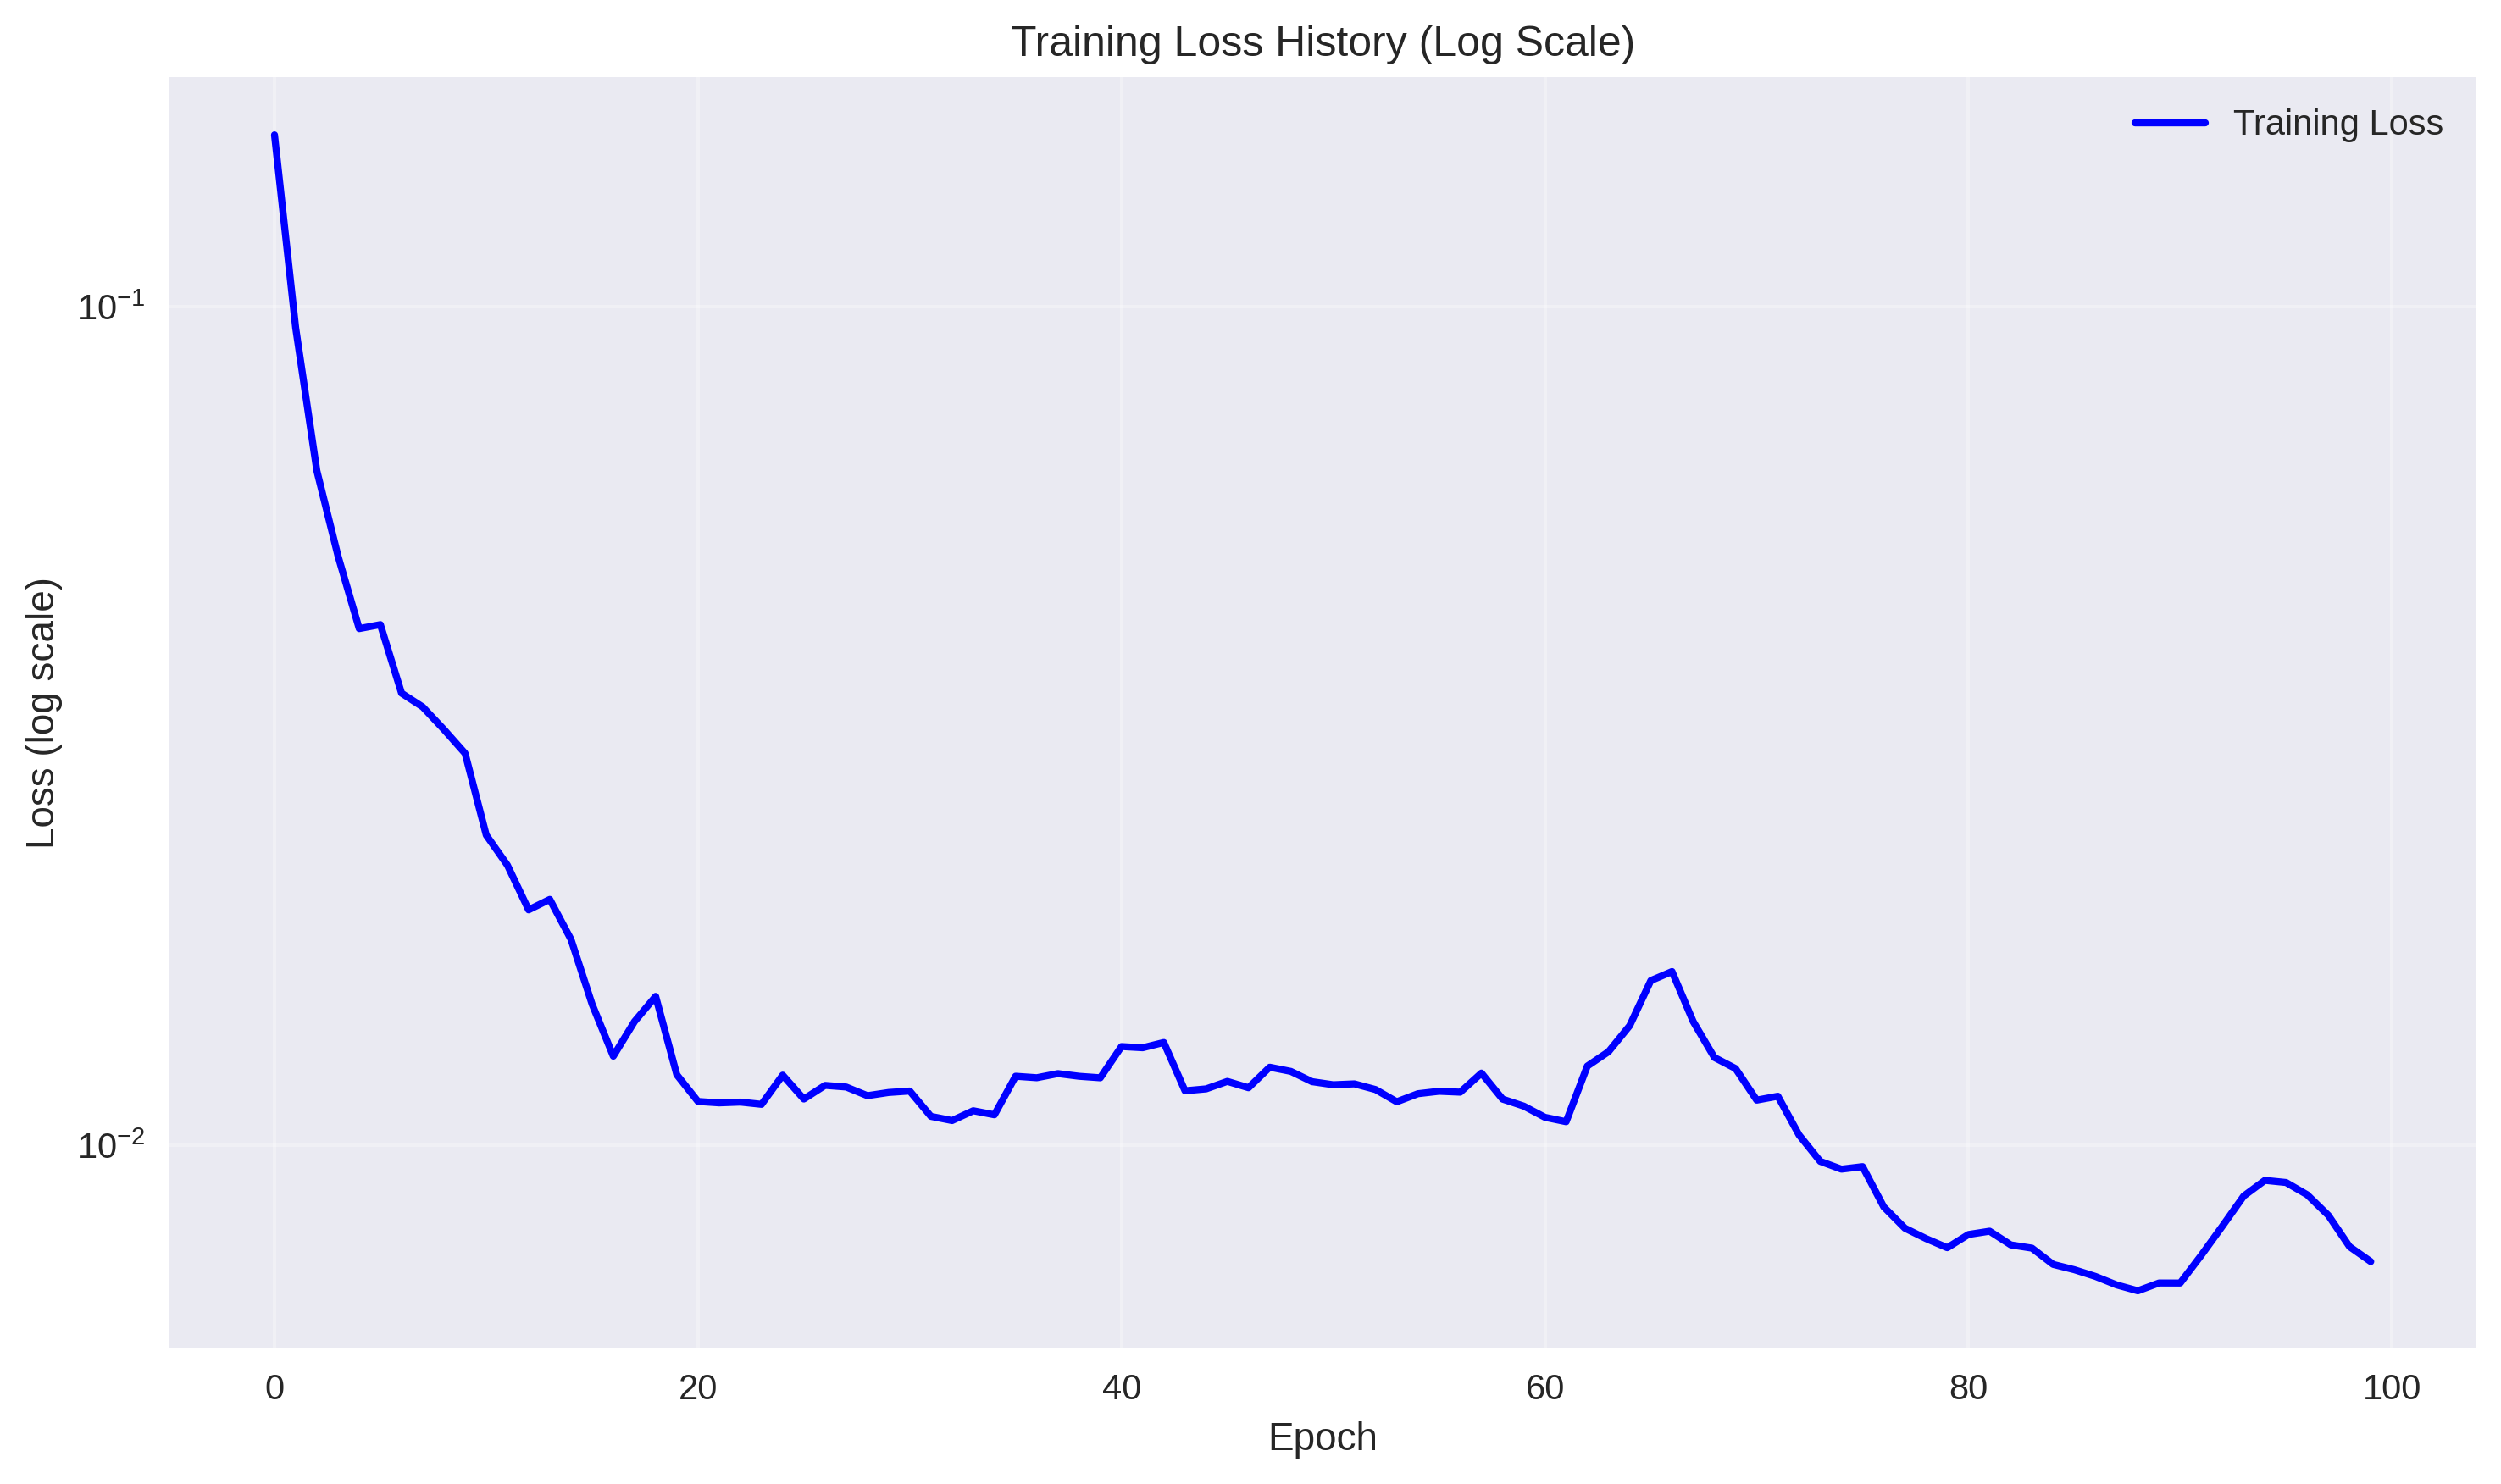 Training Loss History (Log Scale)
Training Loss
10⁻¹
10⁻²
Loss (log scale)
0 20 40 60 80 100
Epoch